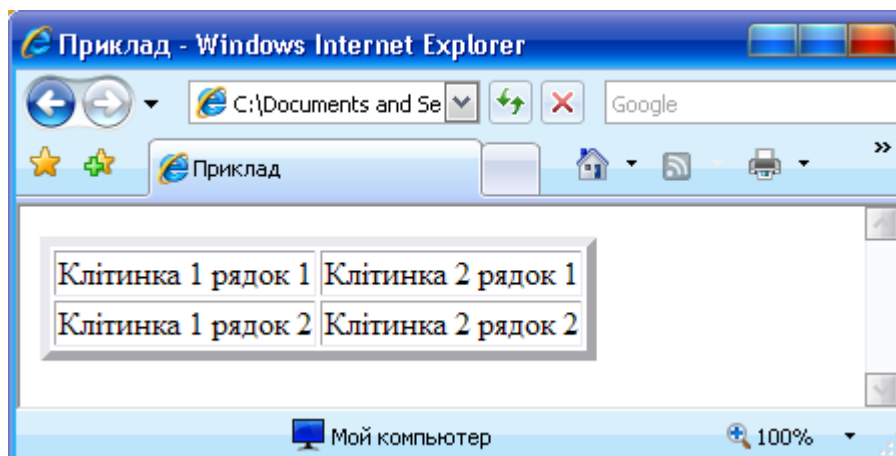 Приклад - Windows Internet Explorer
C:\Documents and Se
Google
Приклад
»
Клітинка 1 рядок 1 Клітинка 2 рядок 1
Клітинка 1 рядок 2 Клітинка 2 рядок 2
Мой компьютер 100%